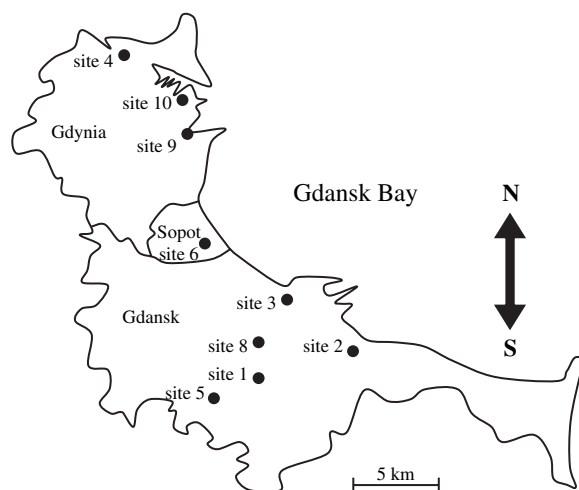 site 4
site 10
Gdynia
site 9
Gdansk Bay
N
Sopot
site 6
site 3
Gdansk
site 8
site 2
S
site 1
site 5
5 km